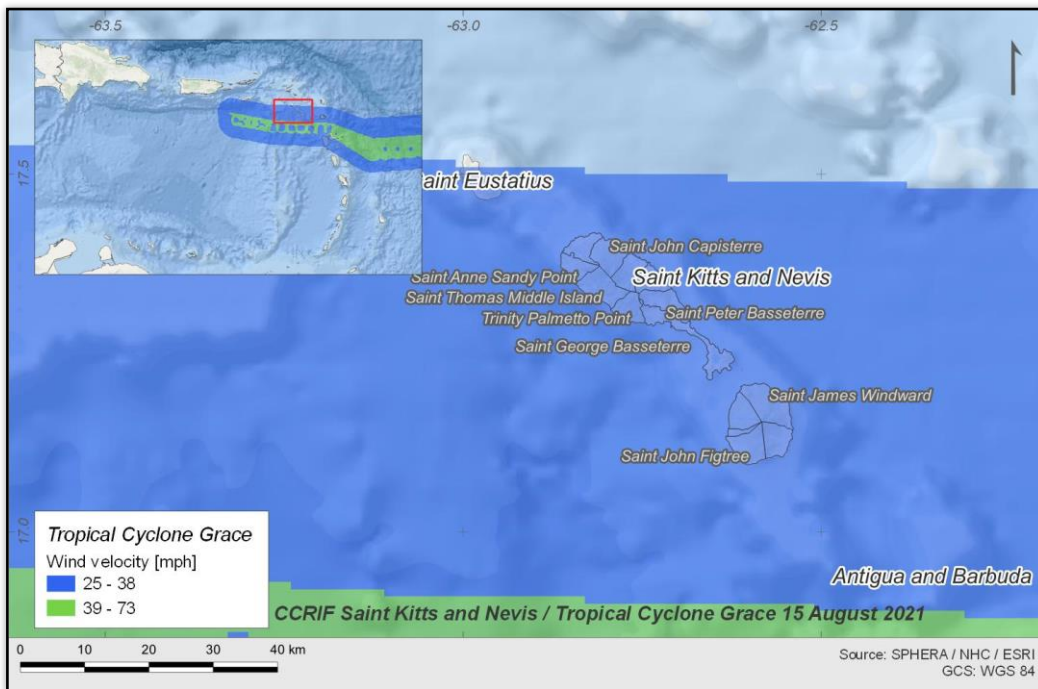 -63.5
-63.0
-62.5
17.5
aint Eustatius
Saint John Capisterre
Saint Anne Sandy Point
Saint Kitts and Nevis
Saint Thomas Middle Island
Trinity Palmetto Point
Saint Peter Basseterre
Saint George Basseterre
Saint James Windward
Saint John Figtree
17.0
Tropical Cyclone Grace
Wind velocity [mph]
25 - 38
39 - 73
Antigua and Barbuda
CCRIF Saint Kitts and Nevis / Tropical Cyclone Grace 15 August 2021
0 10 20 30 40 km
Source: SPHERA / NHC / ESRI
GCS: WGS 84